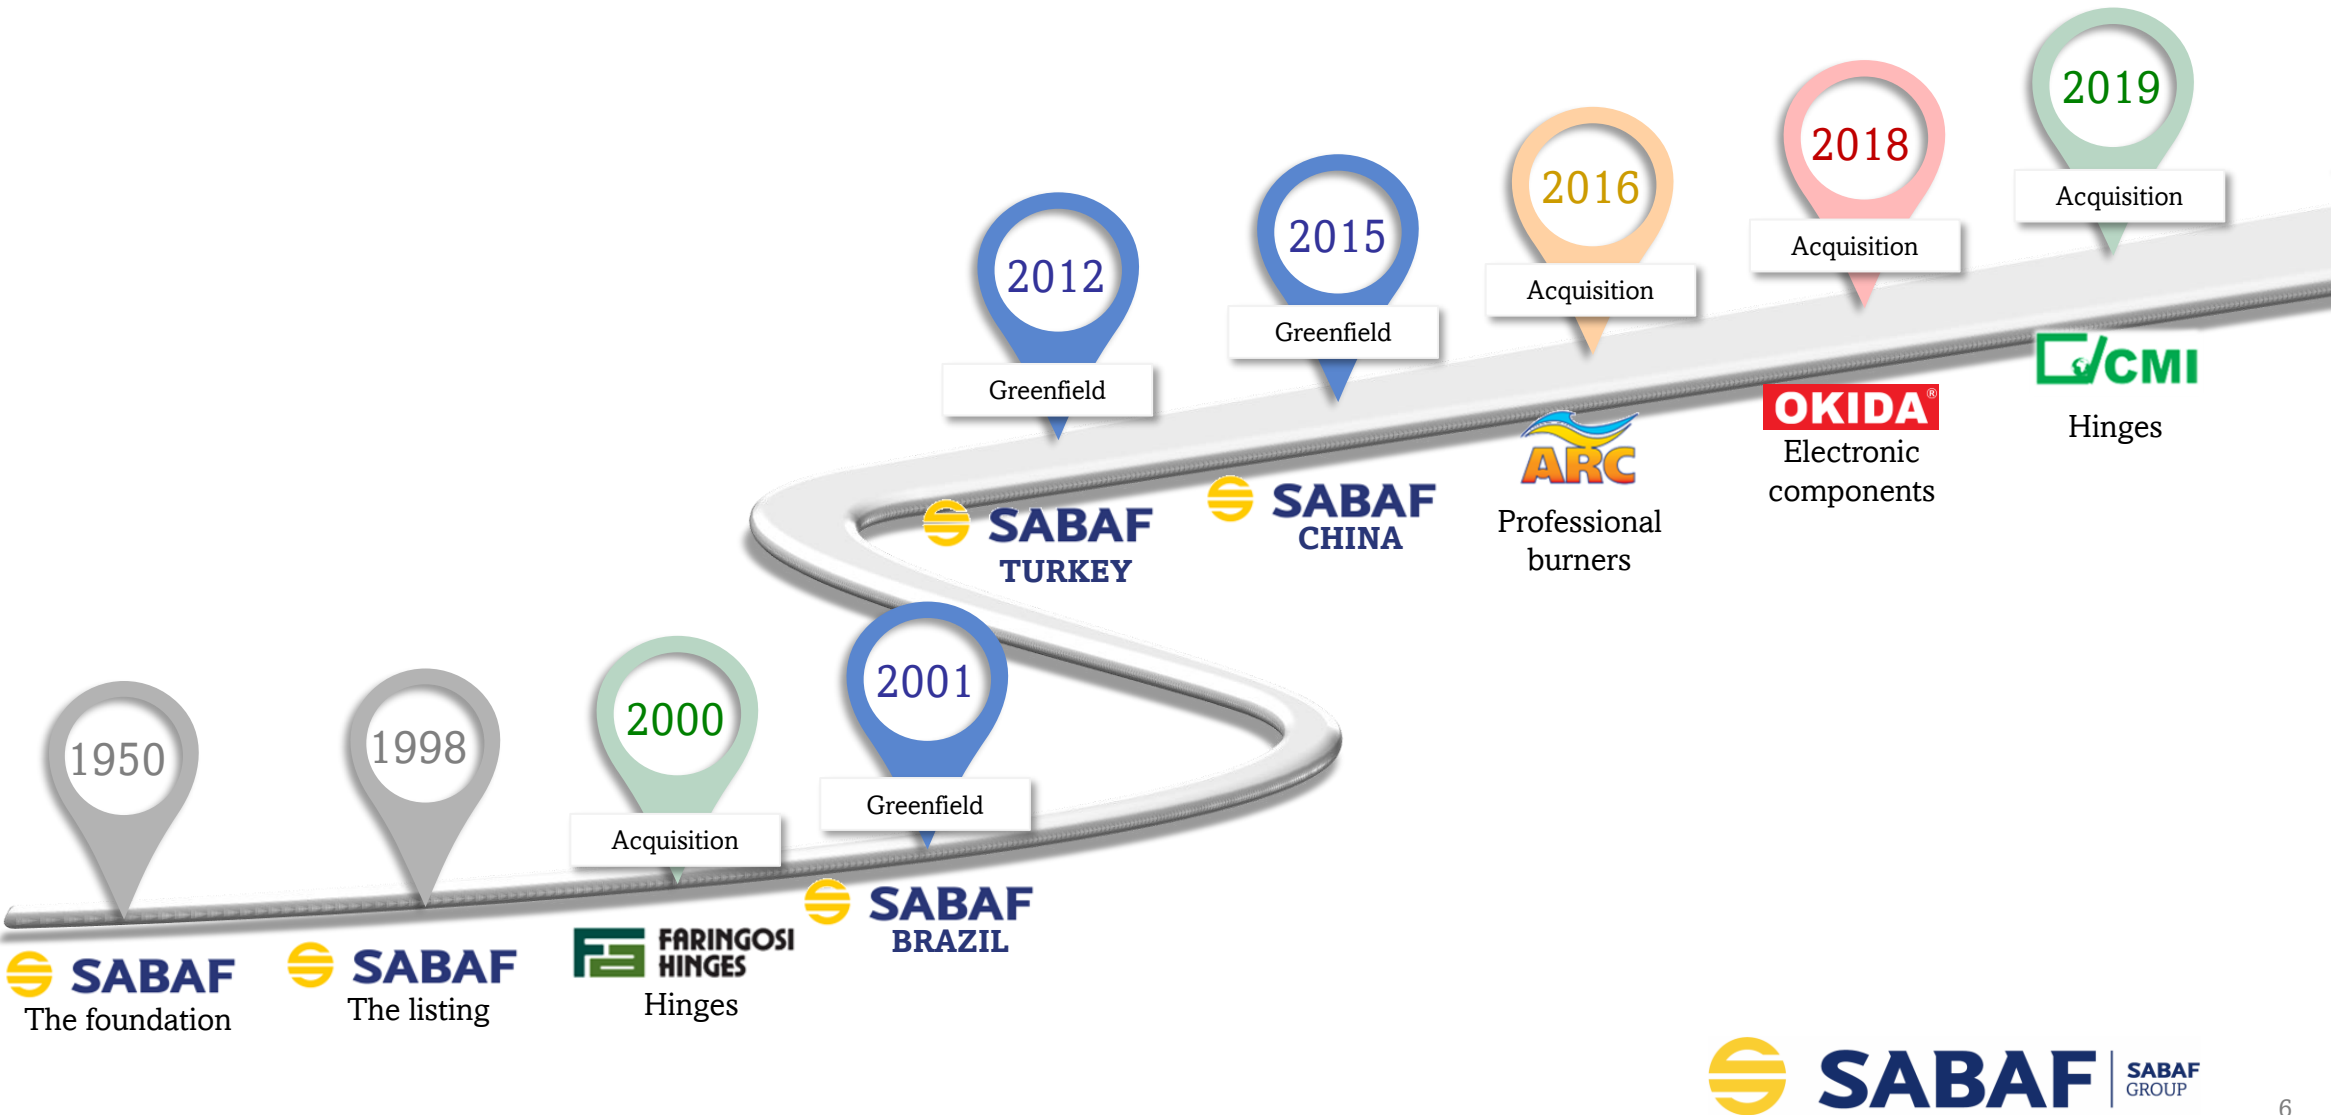 1950
SABAF
The foundation
1998
SABAF
The listing
2000
Acquisition
FARINGOSI
HINGES
Hinges
2001
Greenfield
SABAF
BRAZIL
2012
Greenfield
SABAF
TURKEY
2015
Greenfield
SABAF
CHINA
2016
Acquisition
ARC
Professional
burners
2018
Acquisition
OKIDA®
Electronic
components
2019
Acquisition
CMI
Hinges
SABAF
SABAF
GROUP
6